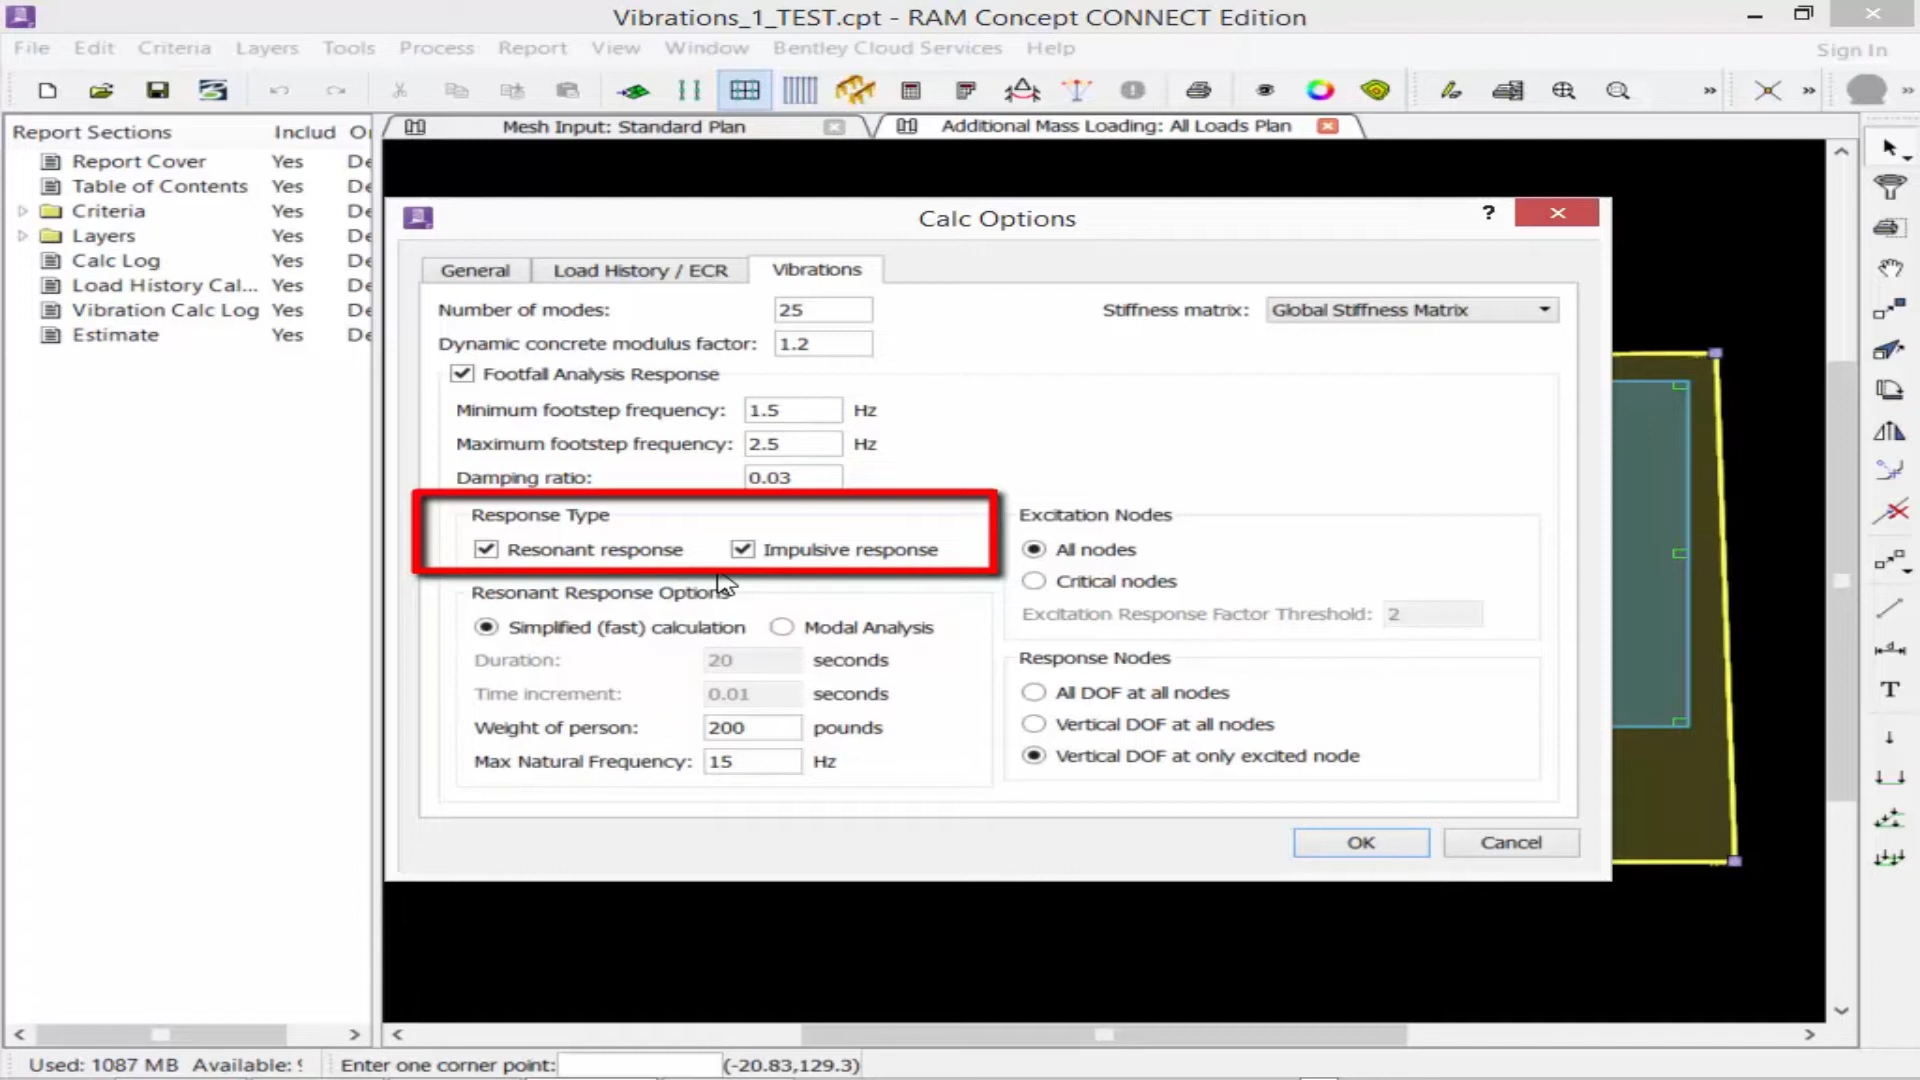 Vibrations_1_TEST.cpt - RAM Concept CONNECT Edition
File Edit Criteria Layers Tools Process Report View Window Bentley Cloud Services Help Sign In
Report Sections Includ
Mesh Input: Standard Plan
Additional Mass Loading: All Loads Plan
Report Cover Yes De
Table of Contents Yes De
Criteria Yes De
Layers Yes De
Calc Log Yes De
Load History Cal... Yes De
Vibration Calc Log Yes De
Estimate Yes De
Calc Options
?
General Load History / ECR Vibrations
Number of modes: 25
Stiffness matrix: Global Stiffness Matrix
Dynamic concrete modulus factor: 1.2
Footfall Analysis Response
Minimum footstep frequency: 1.5 Hz
Maximum footstep frequency: 2.5 Hz
Damping ratio: 0.03
Response Type
Resonant response Impulsive response
Resonant Response Options
Simplified (fast) calculation Modal Analysis
Duration: 20 seconds
Time increment: 0.01 seconds
Weight of person: 200 pounds
Max Natural Frequency: 15 Hz
Excitation Nodes
All nodes
Critical nodes
Excitation Response Factor Threshold: 2
Response Nodes
All DOF at all nodes
Vertical DOF at all nodes
Vertical DOF at only excited node
OK Cancel
T
Used: 1087 MB Available:
Enter one corner point: (-20.83,129.3)